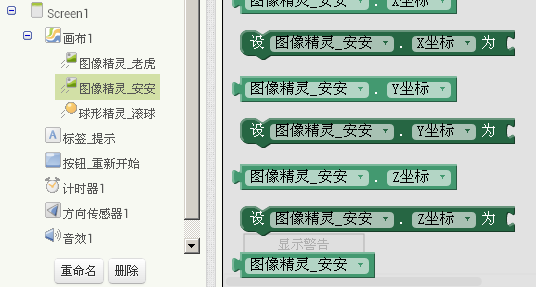 Screen1
画布1
图像精灵_老虎
图像精灵_安安
球形精灵_滚球
标签_提示
按钮_重新开始
计时器1
方向传感器1
音效1
重命名 删除
图像精灵_安安 . X坐标
设 图像精灵_安安 . X坐标 为
图像精灵_安安 . Y坐标
设 图像精灵_安安 . Y坐标 为
图像精灵_安安 . Z坐标
设 图像精灵_安安 . Z坐标 为
显示警告
图像精灵_安安